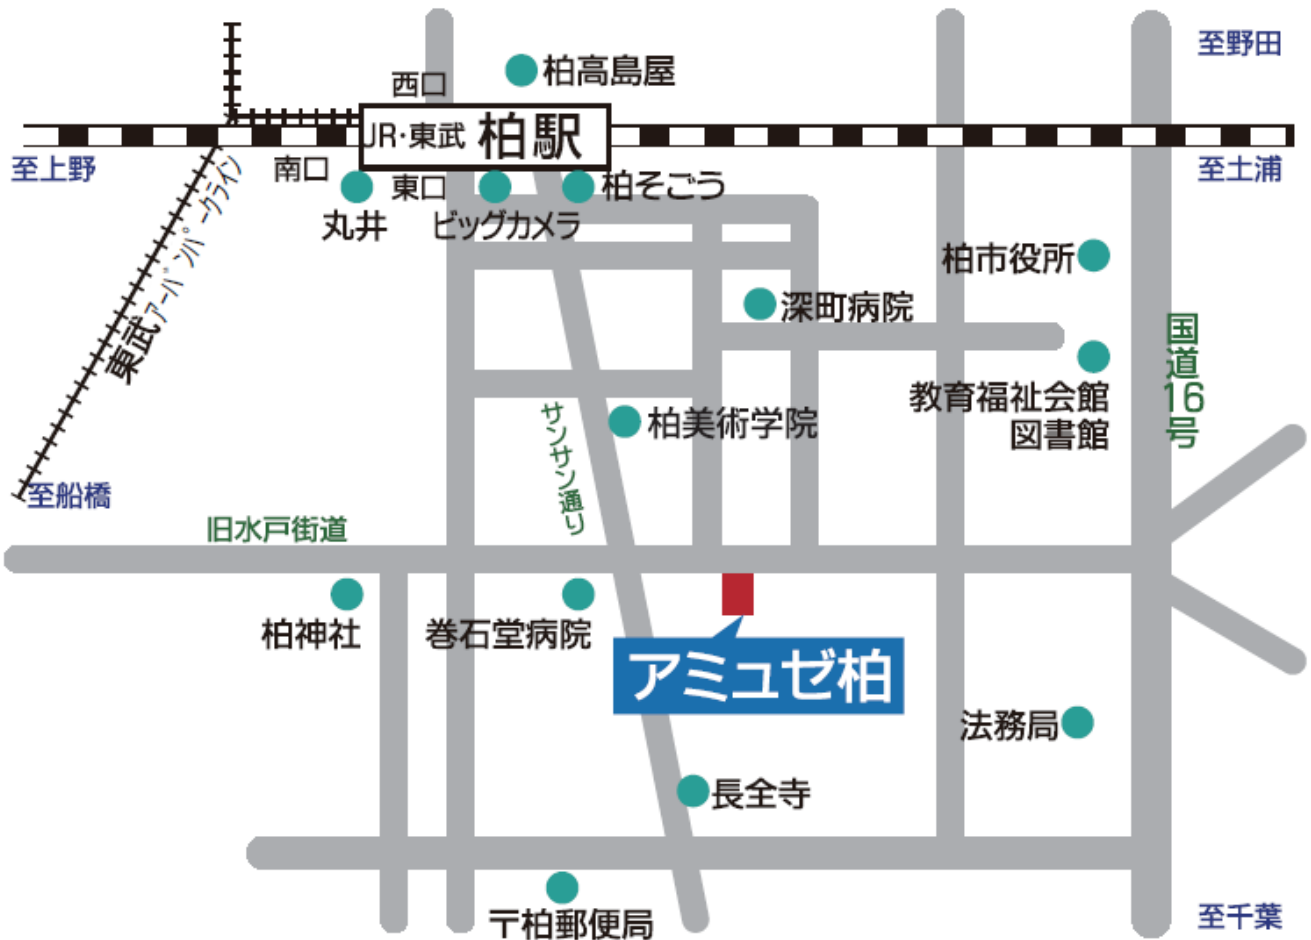 至野田
柏高島屋
西口
JR・東武 柏駅
至上野
南口
東口
柏そごう
至土浦
丸井
ビッグカメラ
東武アーバンパークライン
柏市役所
深町病院
国道16号
教育福祉会館
図書館
柏美術学院
サンサン通り
至船橋
旧水戸街道
柏神社
巻石堂病院
アミュゼ柏
法務局
長全寺
〒柏郵便局
至千葉